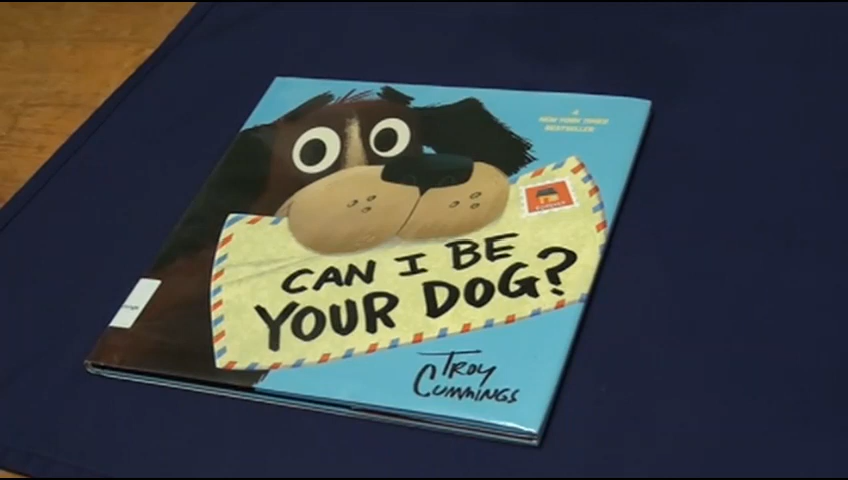 A
NEW YORK TIMES
BESTSELLER
CAN I BE
YOUR DOG?
TROY
CUMMINGS